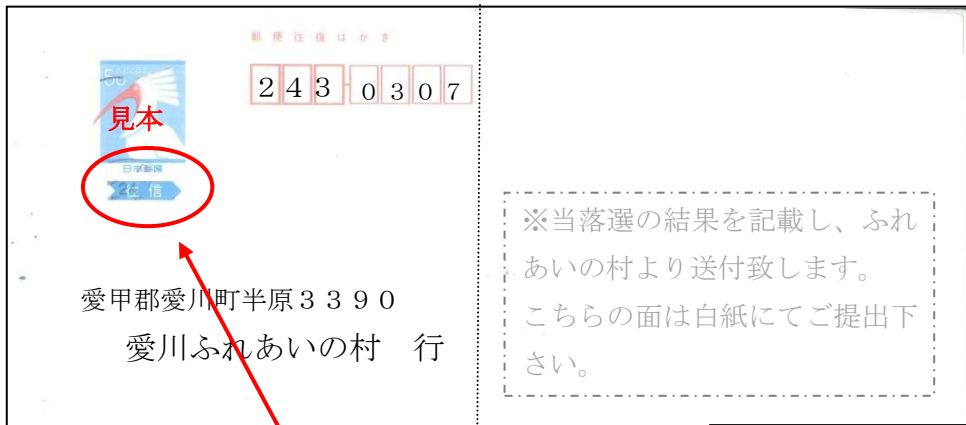 郵便往復はがき
50
243-0307
見本
日本郵便
往信
愛甲郡愛川町半原3390
愛川ふれあいの村　行
※当落選の結果を記載し、ふれ
あいの村より送付致します。
こちらの面は白紙にてご提出下
さい。